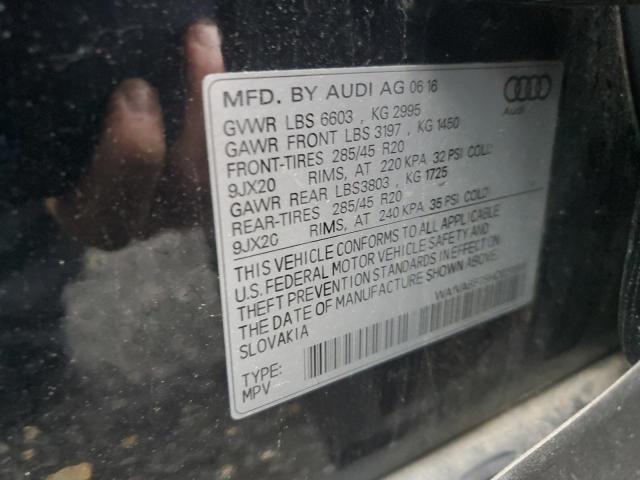 MFD. BY AUDI AG 06 16
Audi
GVWR LBS 6603 , KG 2995
GAWR FRONT LBS 3197 , KG 1450
FRONT-TIRES 285/45 R20
9JX20 RIMS, AT 220 KPA 32 PSI COLD
GAWR REAR LBS3803 , KG 1725
REAR-TIRES 285/45 R20
9JX20 RIMS, AT 240 KPA 35 PSI COLD
THIS VEHICLE CONFORMS TO ALL APPLICABLE
U.S. FEDERAL MOTOR VEHICLE SAFETY AND
THEFT PREVENTION STANDARDS IN EFFECT ON
THE DATE OF MANUFACTURE SHOWN ABOVE.
SLOVAKIA
TYPE:
MPV